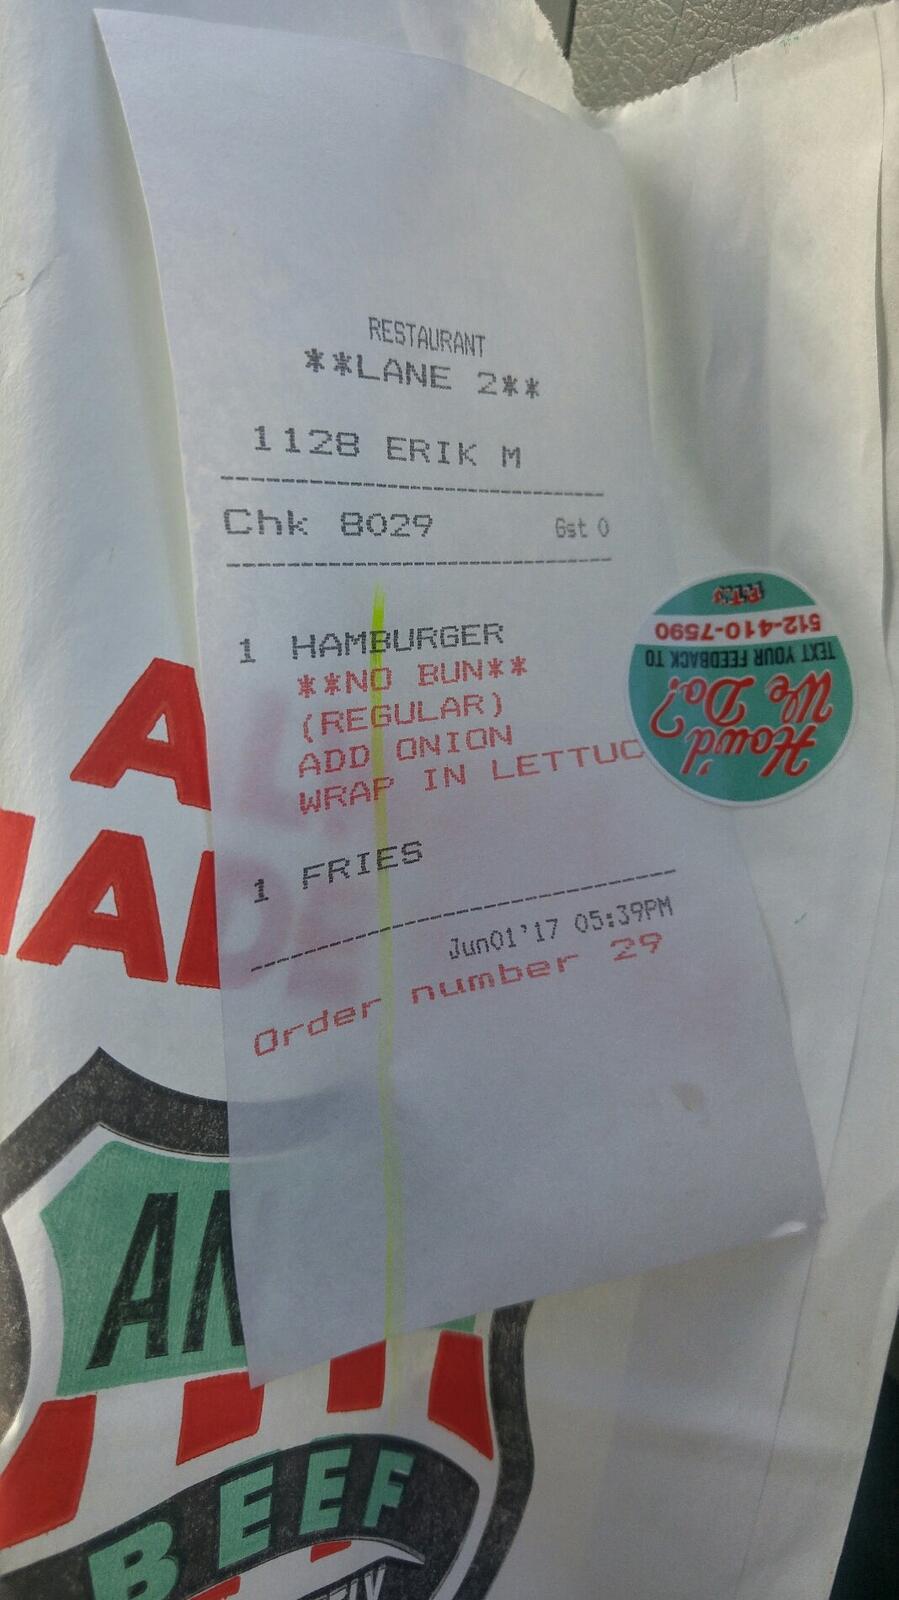 RESTAURANT
**LANE 2**
1128 ERIK M
Chk 8029 Gst 0
1 HAMBURGER
**NO BUN**
(REGULAR)
ADD ONION
WRAP IN LETTUC
1 FRIES
Jun01'17 05:39PM
Order number 29
How'd
We Do?
TEXT YOUR FEEDBACK TO
512-410-7590
BEEF